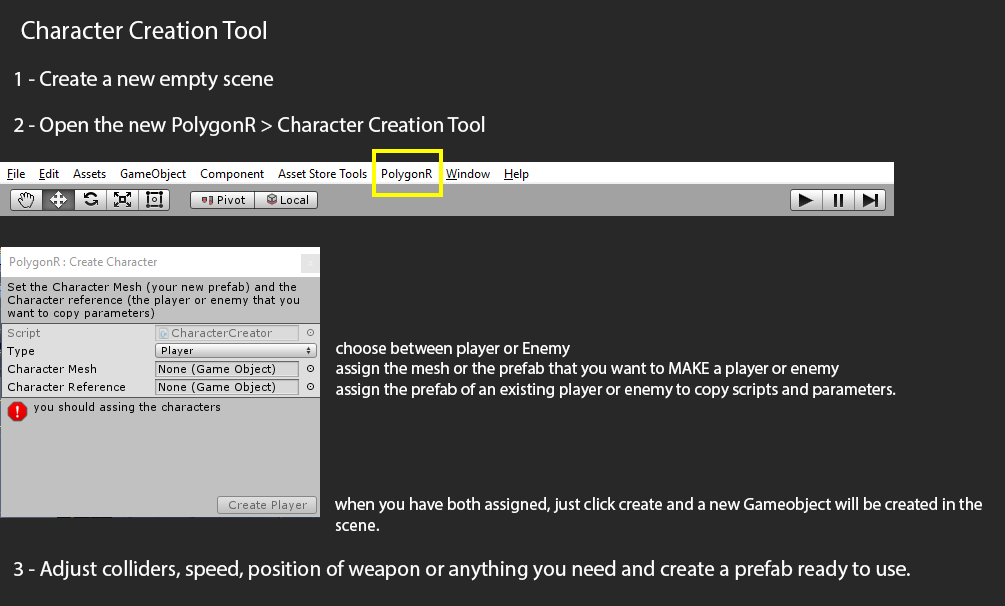 Character Creation Tool
1 - Create a new empty scene
2 - Open the new PolygonR > Character Creation Tool
File Edit Assets GameObject Component Asset Store Tools PolygonR Window Help
Pivot Local
PolygonR : Create Character
Set the Character Mesh (your new prefab) and the
Character reference (the player or enemy that you
want to copy parameters)
Script CharacterCreator
Type Player
choose between player or Enemy
Character Mesh None (Game Object)
assign the mesh or the prefab that you want to MAKE a player or enemy
Character Reference None (Game Object)
assign the prefab of an existing player or enemy to copy scripts and parameters.
you should assing the characters
Create Player
when you have both assigned, just click create and a new Gameobject will be created in the
scene.
3 - Adjust colliders, speed, position of weapon or anything you need and create a prefab ready to use.